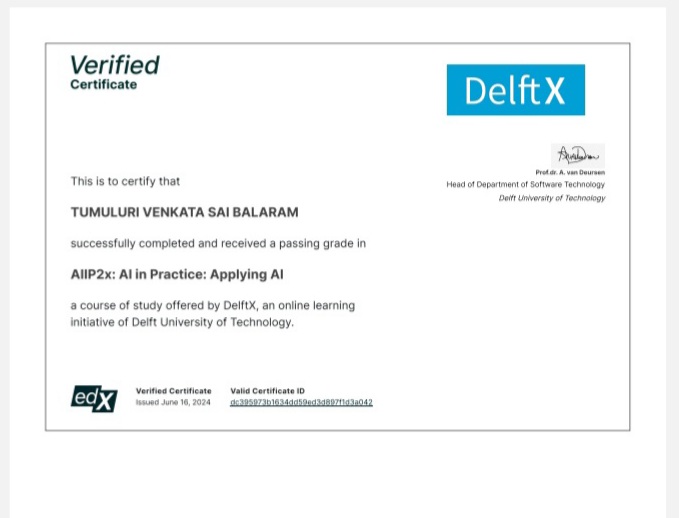 Verified
Certificate
DelftX
Prof.dr. A. van Deursen
Head of Department of Software Technology
Delft University of Technology
This is to certify that
TUMULURI VENKATA SAI BALARAM
successfully completed and received a passing grade in
AIIP2x: AI in Practice: Applying AI
a course of study offered by DelftX, an online learning
initiative of Delft University of Technology.
edX
Verified Certificate
Issued June 16, 2024
Valid Certificate ID
dc395973b1634dd59ed3d897f1d3a042